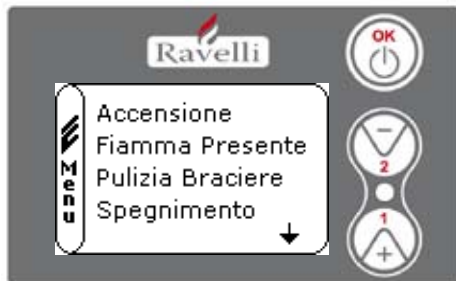 Ravelli
OK
Menu
Accensione
Fiamma Presente
Pulizia Braciere
Spegnimento
−
2
1
+